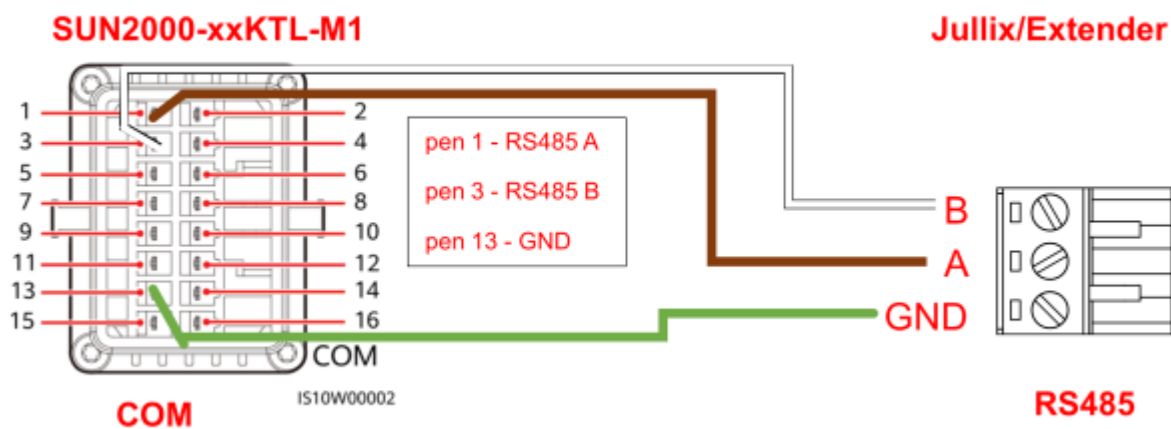 SUN2000-xxKTL-M1
Jullix/Extender
1
2
3
4
5
6
7
8
9
10
11
12
13
14
15
16
pen 1 - RS485 A
pen 3 - RS485 B
pen 13 - GND
B
A
GND
COM
IS10W00002
COM
RS485